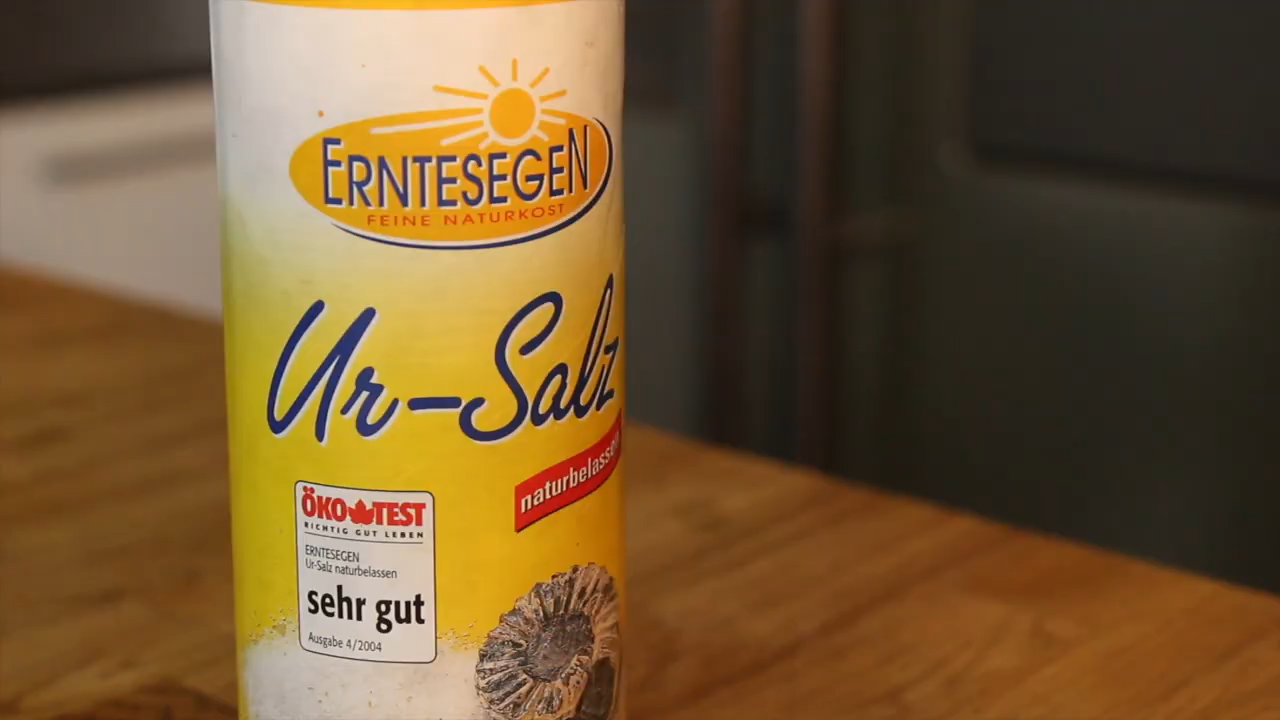 ERNTESEGEN
FEINE NATURKOST
Ur-Salz
naturbelassen
ÖKO TEST
RICHTIG GUT LEBEN
ERNTESEGEN
Ur-Salz naturbelassen
sehr gut
Ausgabe 4/2004